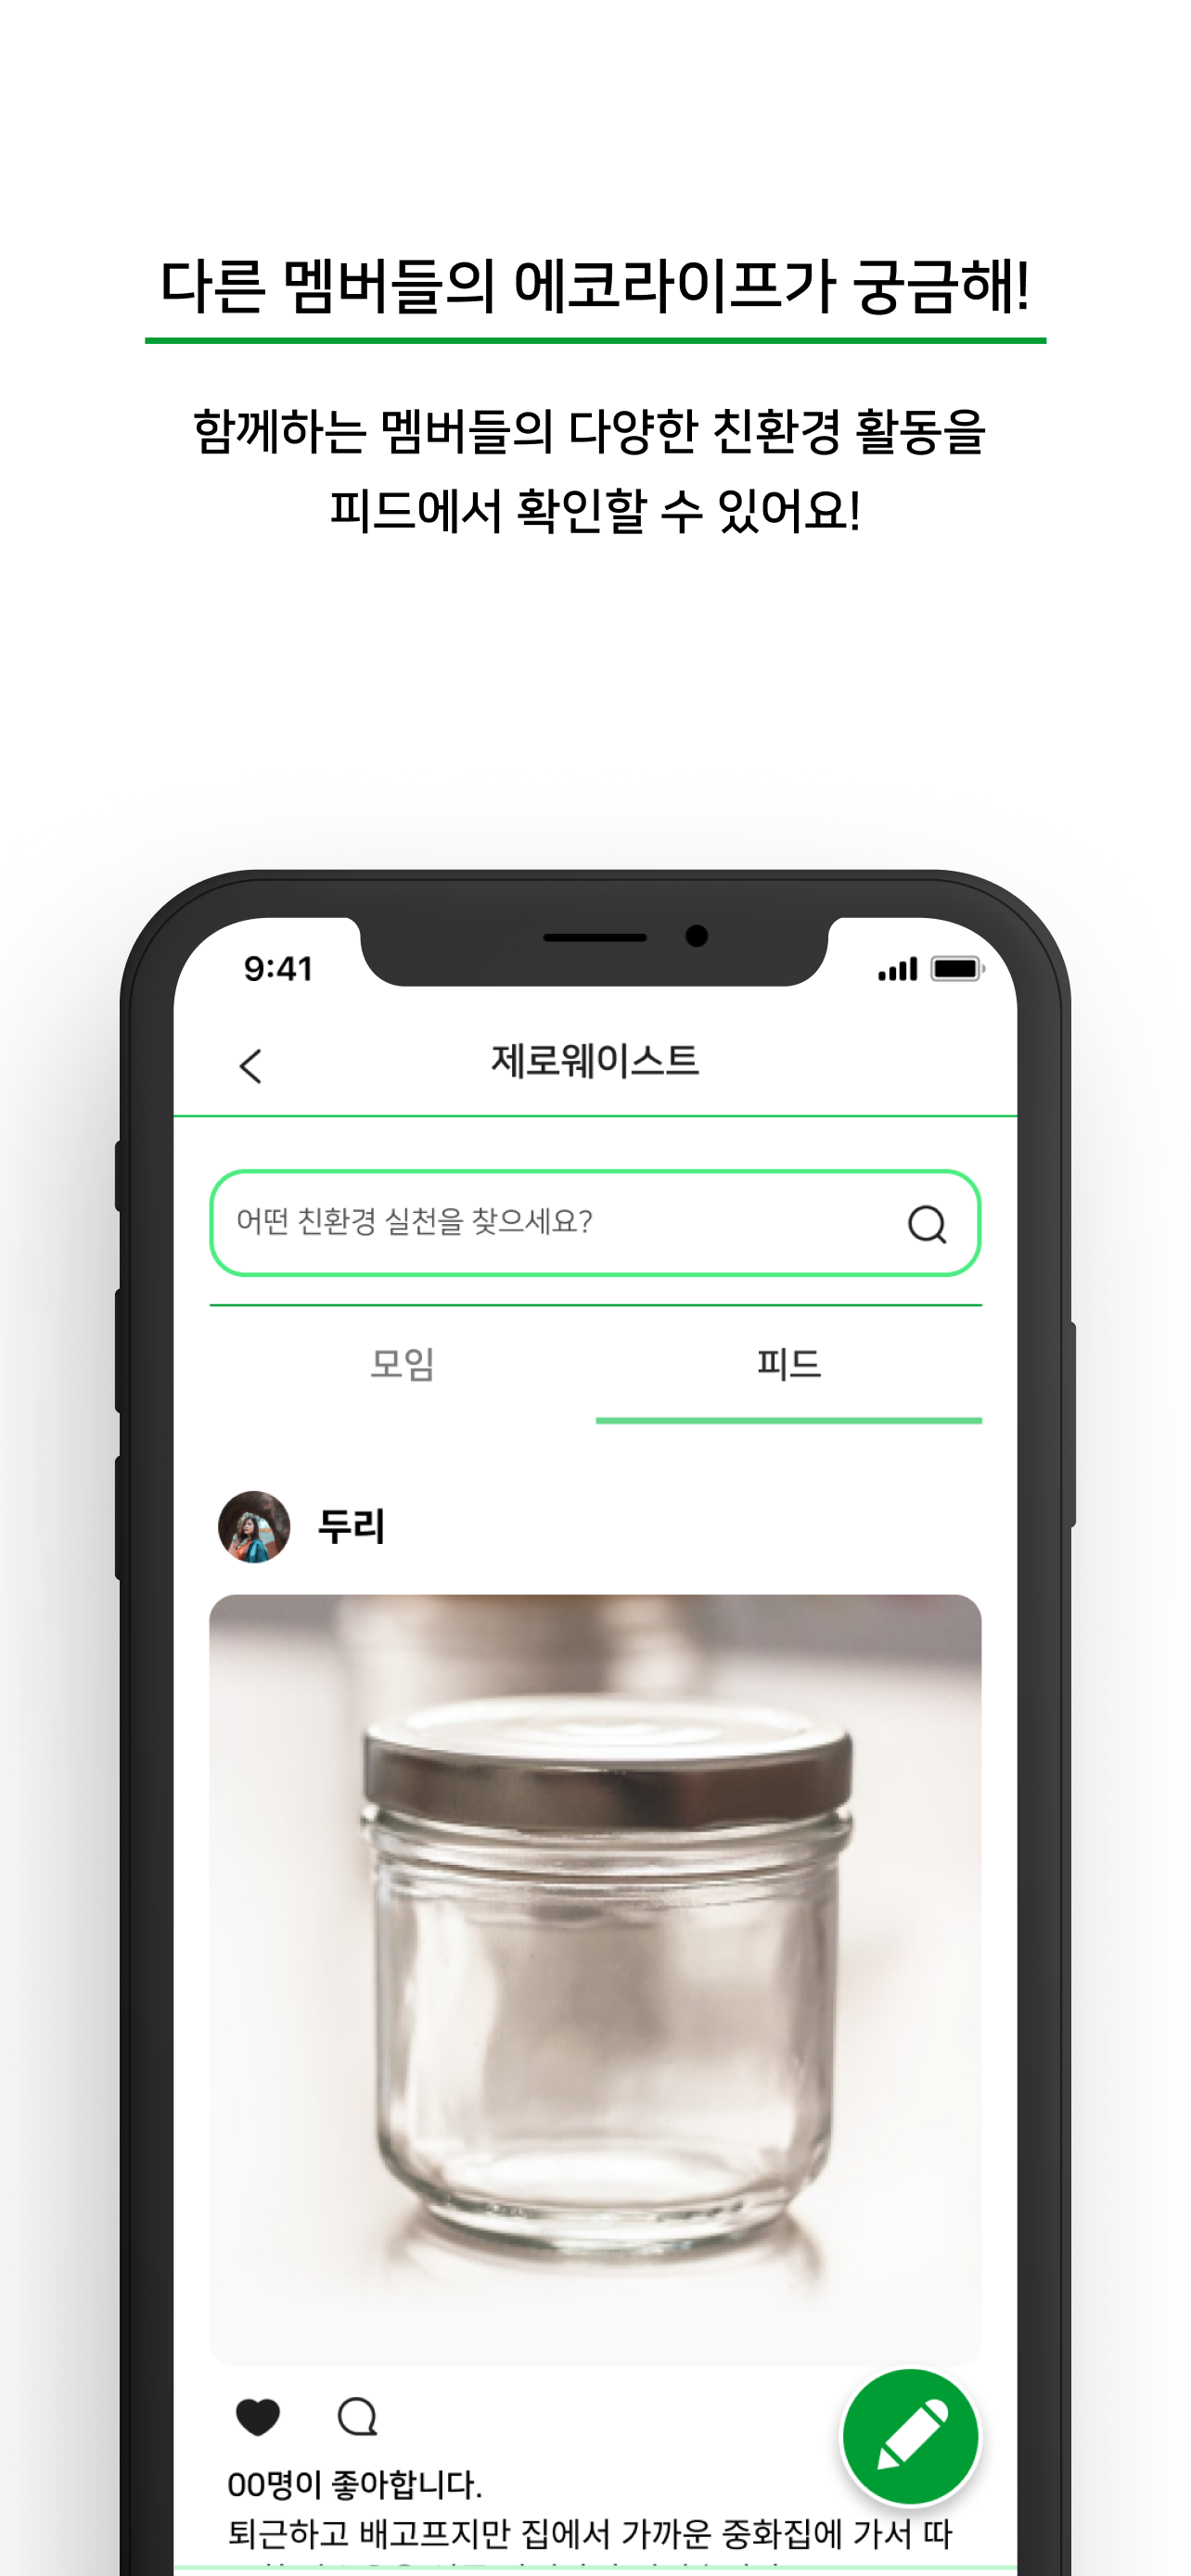 다른 멤버들의 에코라이프가 궁금해!
함께하는 멤버들의 다양한 친환경 활동을
피드에서 확인할 수 있어요!
9:41
제로웨이스트
어떤 친환경 실천을 찾으세요?
모임 피드
두리
00명이 좋아합니다.
퇴근하고 배고프지만 집에서 가까운 중화집에 가서 따